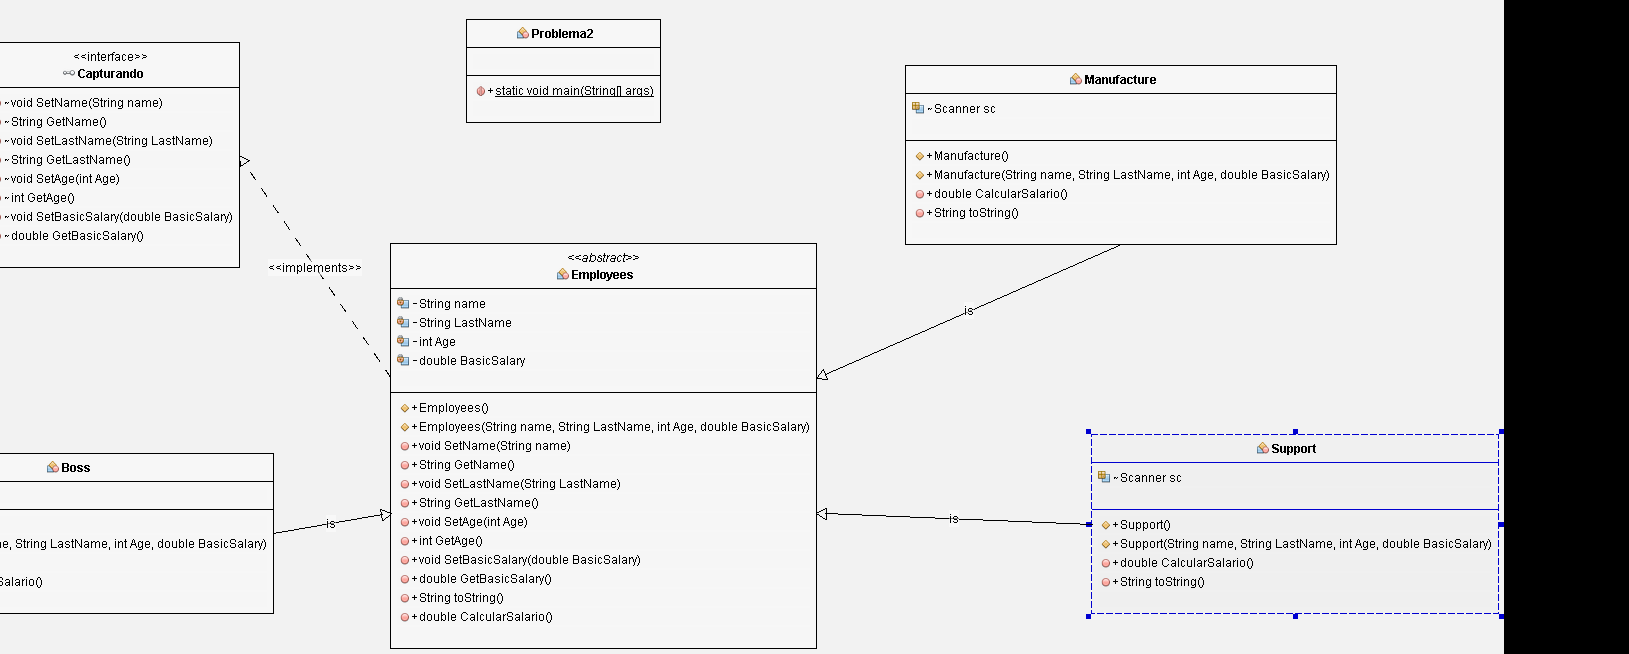 <<interface>>
Capturando
~void SetName(String name)
~String GetName()
~void SetLastName(String LastName)
~String GetLastName()
~void SetAge(int Age)
~int GetAge()
~void SetBasicSalary(double BasicSalary)
~double GetBasicSalary()
Problema2
+static void main(String[] args)
Manufacture
~Scanner sc
+Manufacture()
+Manufacture(String name, String LastName, int Age, double BasicSalary)
+double CalcularSalario()
+String toString()
<<implements>>
is
<<abstract>>
Employees
-String name
-String LastName
-int Age
-double BasicSalary
+Employees()
+Employees(String name, String LastName, int Age, double BasicSalary)
+void SetName(String name)
+String GetName()
+void SetLastName(String LastName)
+String GetLastName()
+void SetAge(int Age)
+int GetAge()
+void SetBasicSalary(double BasicSalary)
+double GetBasicSalary()
+String toString()
+double CalcularSalario()
Boss
String LastName, int Age, double BasicSalary)
Salario()
is
is
Support
~Scanner sc
+Support()
+Support(String name, String LastName, int Age, double BasicSalary)
+double CalcularSalario()
+String toString()